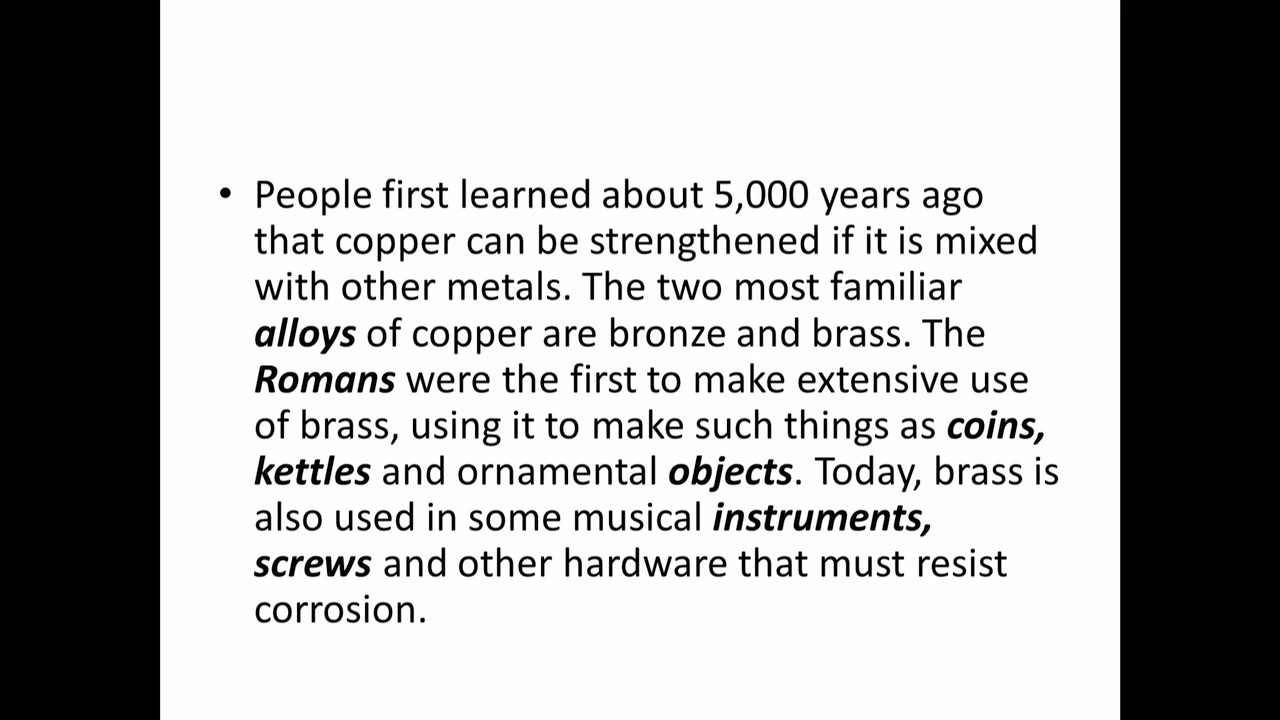 • People first learned about 5,000 years ago
that copper can be strengthened if it is mixed
with other metals. The two most familiar
alloys of copper are bronze and brass. The
Romans were the first to make extensive use
of brass, using it to make such things as coins,
kettles and ornamental objects. Today, brass is
also used in some musical instruments,
screws and other hardware that must resist
corrosion.